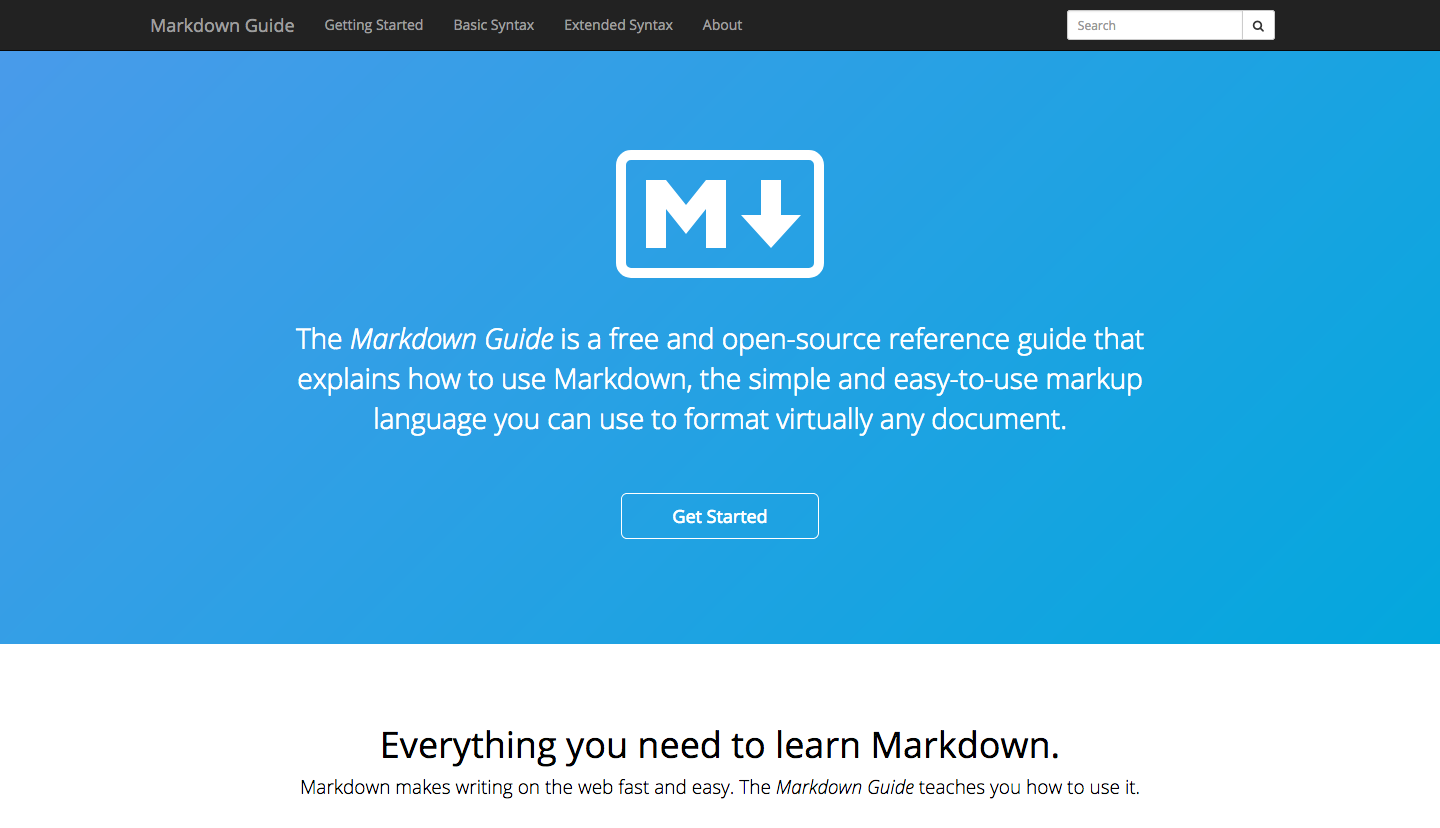 Markdown Guide
Getting Started
Basic Syntax
Extended Syntax
About
Search
M
The Markdown Guide is a free and open-source reference guide that
explains how to use Markdown, the simple and easy-to-use markup
language you can use to format virtually any document.
Get Started
Everything you need to learn Markdown.
Markdown makes writing on the web fast and easy. The Markdown Guide teaches you how to use it.